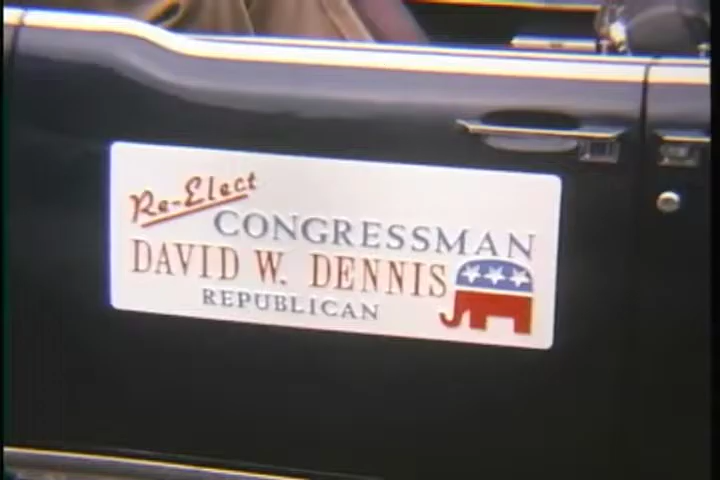 Re-Elect
CONGRESSMAN
DAVID W. DENNIS
REPUBLICAN